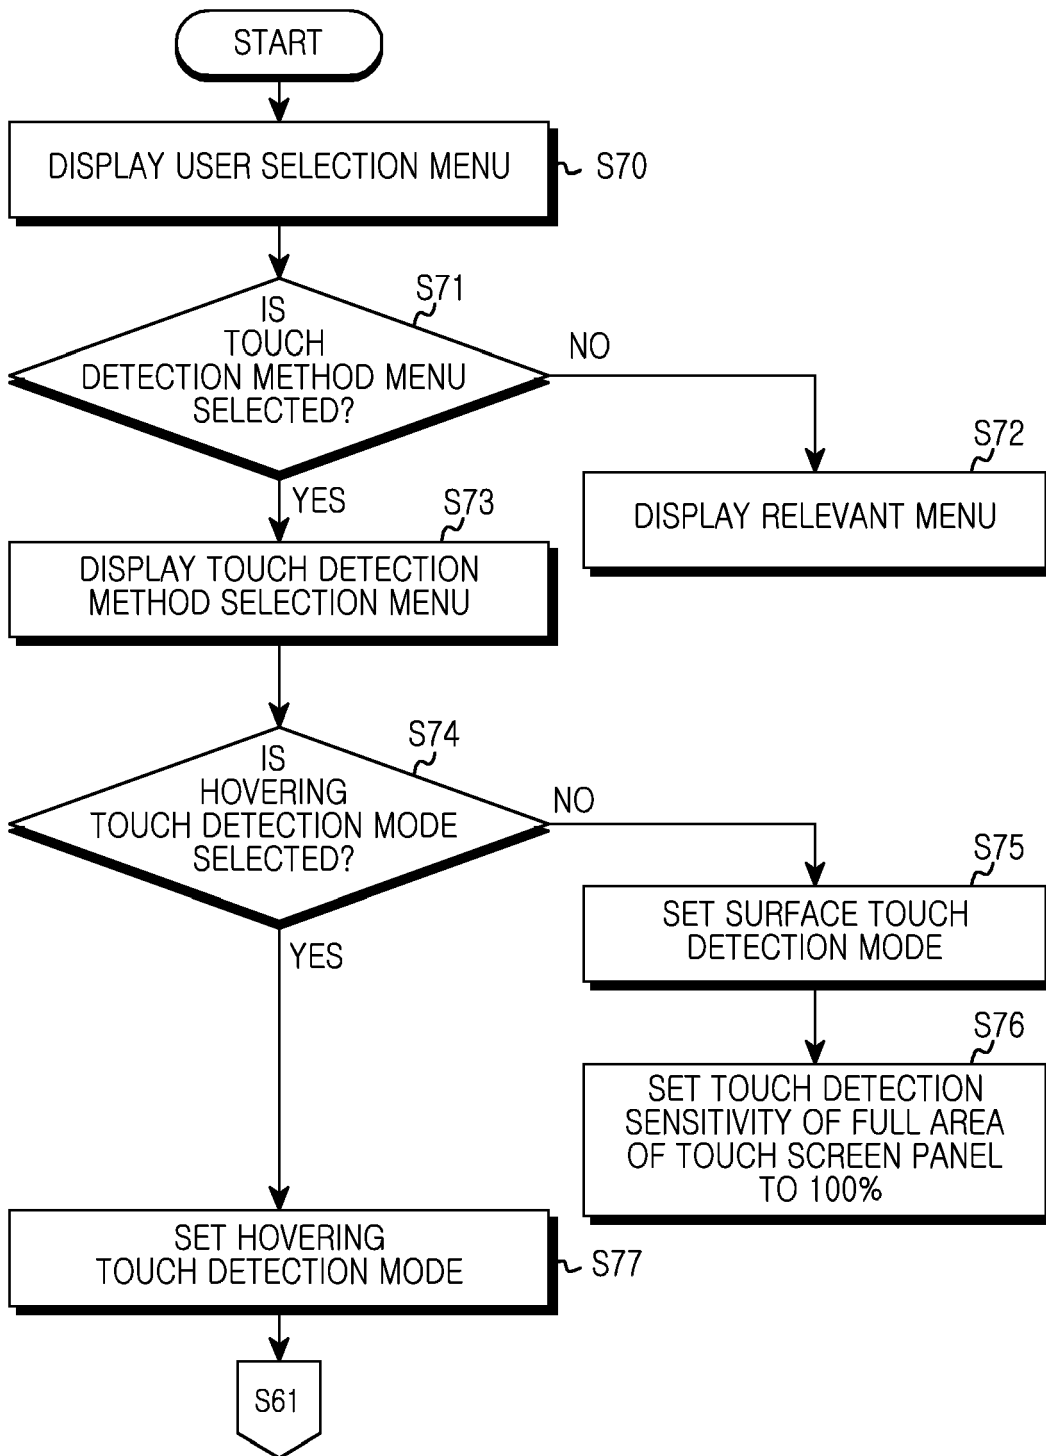 START
DISPLAY USER SELECTION MENU
S70
S71
IS
TOUCH
DETECTION METHOD MENU
SELECTED?
NO
S72
DISPLAY RELEVANT MENU
YES
S73
DISPLAY TOUCH DETECTION
METHOD SELECTION MENU
S74
IS
HOVERING
TOUCH DETECTION MODE
SELECTED?
NO
S75
SET SURFACE TOUCH
DETECTION MODE
YES
S76
SET TOUCH DETECTION
SENSITIVITY OF FULL AREA
OF TOUCH SCREEN PANEL
TO 100%
SET HOVERING
TOUCH DETECTION MODE
S77
S61